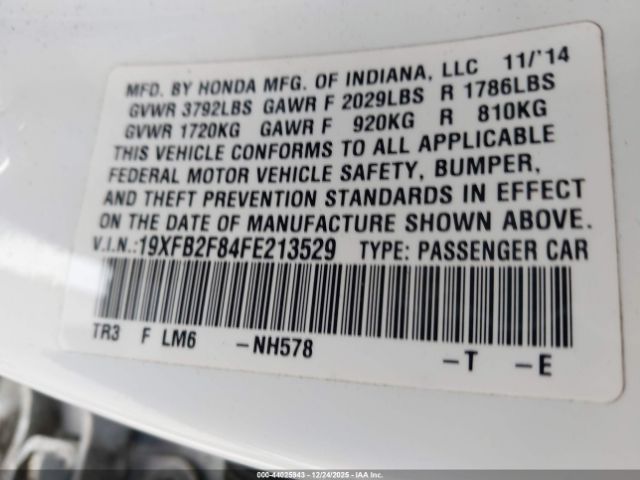 MFD. BY HONDA MFG. OF INDIANA, LLC 11/'14
GVWR 3792LBS GAWR F 2029LBS R 1786LBS
GVWR 1720KG GAWR F 920KG R 810KG
THIS VEHICLE CONFORMS TO ALL APPLICABLE
FEDERAL MOTOR VEHICLE SAFETY, BUMPER,
AND THEFT PREVENTION STANDARDS IN EFFECT
ON THE DATE OF MANUFACTURE SHOWN ABOVE.
V.I.N.:19XFB2F84FE213529 TYPE: PASSENGER CAR
TR3 F LM6 -NH578 -T -E
000-44025943 - 12/24/2025 - IAAI.COM